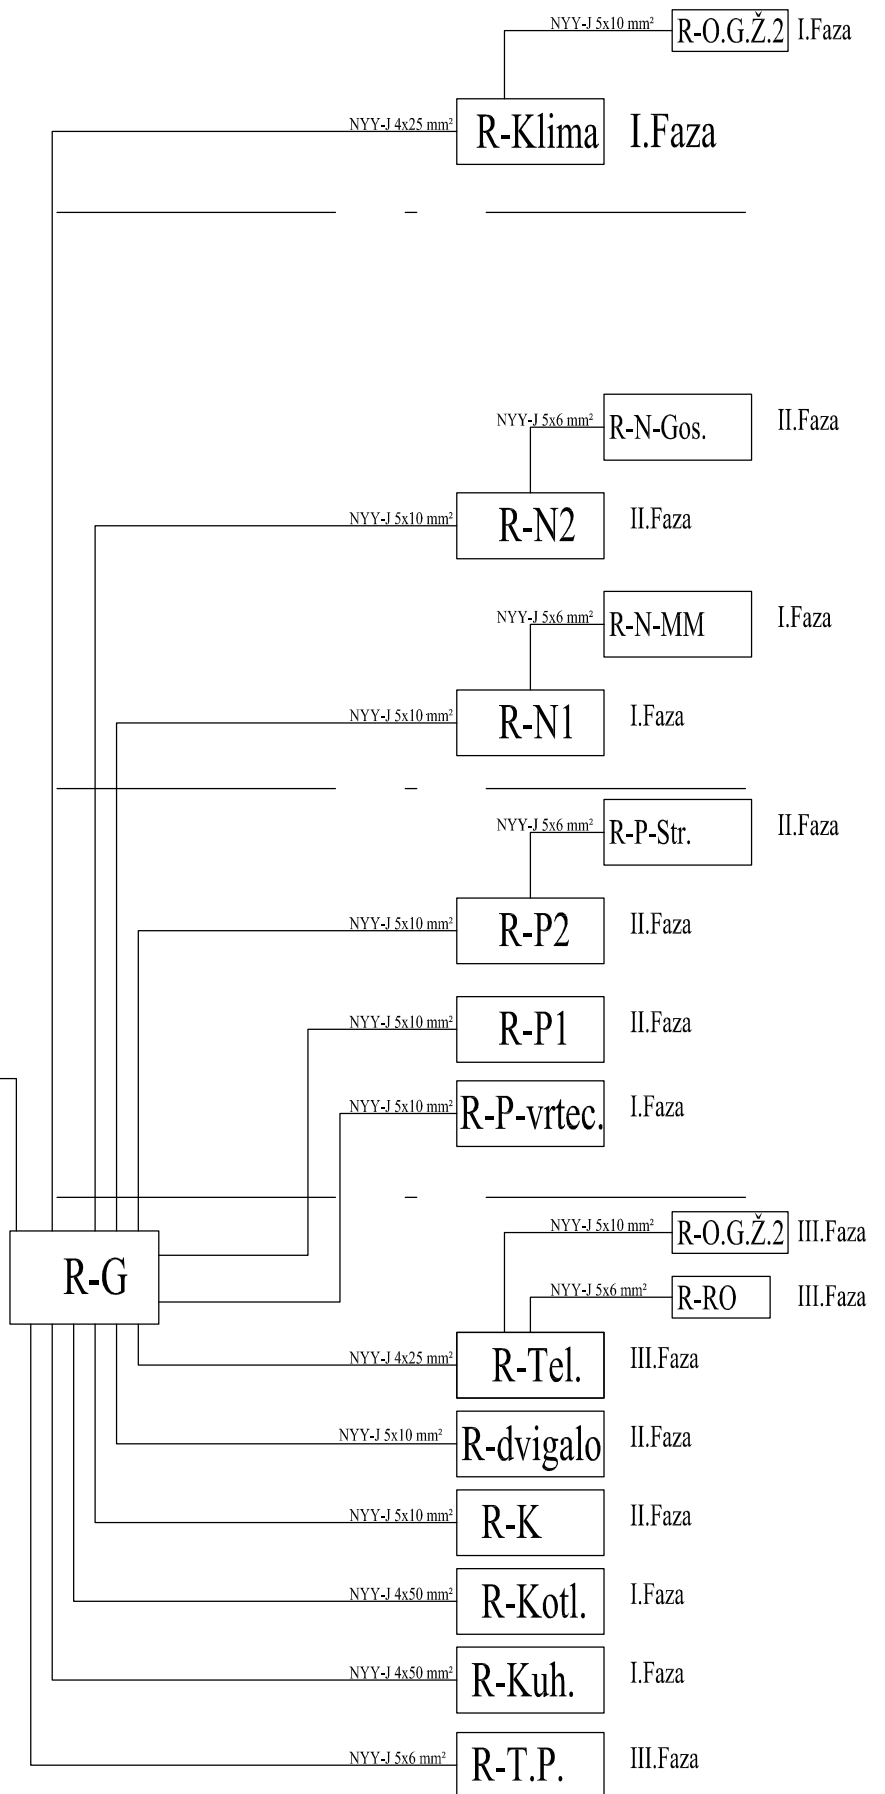 NYY-J 5x10 mm² R-O.G.Ž.2 I.Faza
NYY-J 4x25 mm² R-Klima I.Faza
NYY-J 5x6 mm² R-N-Gos. II.Faza
NYY-J 5x10 mm² R-N2 II.Faza
NYY-J 5x6 mm² R-N-MM I.Faza
NYY-J 5x10 mm² R-N1 I.Faza
NYY-J 5x6 mm² R-P-Str. II.Faza
NYY-J 5x10 mm² R-P2 II.Faza
NYY-J 5x10 mm² R-P1 II.Faza
NYY-J 5x10 mm² R-P-vrtec. I.Faza
NYY-J 5x10 mm² R-O.G.Ž.2 III.Faza
R-G
NYY-J 5x6 mm² R-RO III.Faza
NYY-J 4x25 mm² R-Tel. III.Faza
NYY-J 5x10 mm² R-dvigalo II.Faza
NYY-J 5x10 mm² R-K II.Faza
NYY-J 4x50 mm² R-Kotl. I.Faza
NYY-J 4x50 mm² R-Kuh. I.Faza
NYY-J 5x6 mm² R-T.P. III.Faza